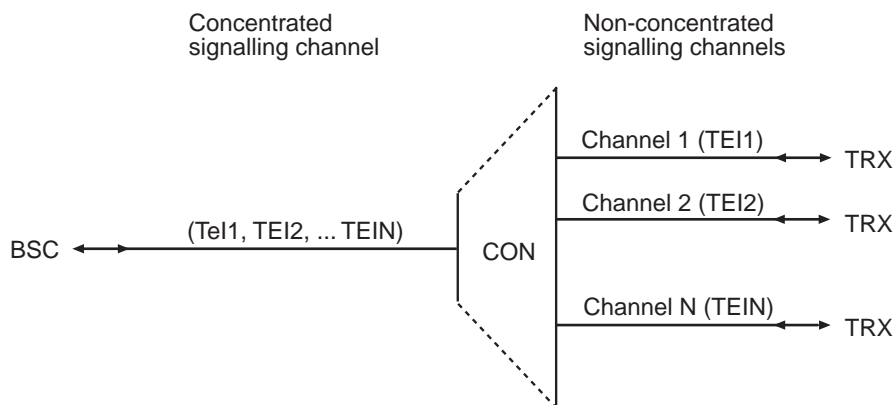 Concentrated
signalling channel
Non-concentrated
signalling channels
Channel 1 (TEI1)
TRX
Channel 2 (TEI2)
TRX
BSC
(Tel1, TEI2, ... TEIN)
CON
Channel N (TEIN)
TRX